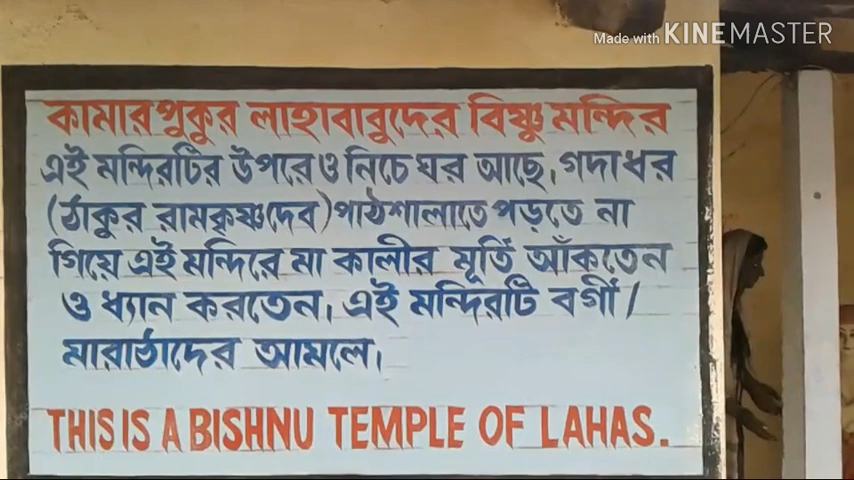 Made with KINEMASTER
কামারপুকুর লাহাবাবুদের বিষ্ণু মন্দির
এই মন্দিরটির উপরে ও নিচে ঘর আছে, গদাধর
(ঠাকুর রামকৃষ্ণদেব) পাঠশালাতে পড়তে না
গিয়ে এই মন্দিরে মা কালীর মূর্তি আঁকতেন
ও ধ্যান করতেন, এই মন্দিরটি বর্গী/
মারাঠাদের আমলে,
THIS IS A BISHNU TEMPLE OF LAHAS.